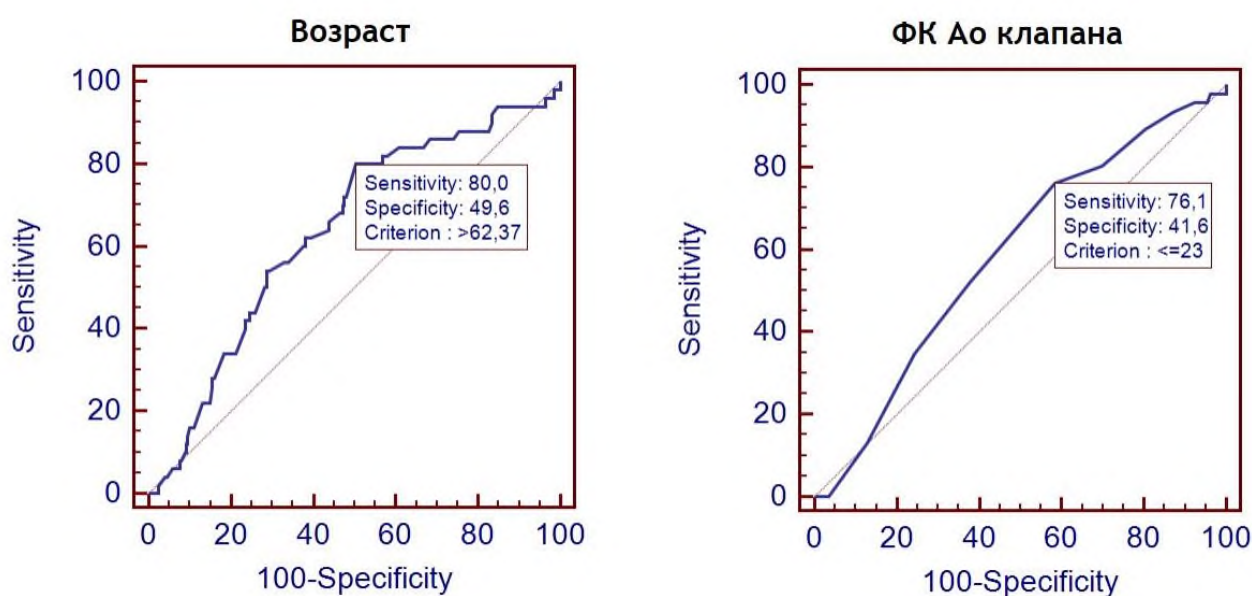 Возраст
100
80
60
40
20
0
Sensitivity
Sensitivity: 80,0
Specificity: 49,6
Criterion : >62,37
0 20 40 60 80 100
100-Specificity
ФК Ао клапана
100
80
60
40
20
0
Sensitivity
Sensitivity: 76,1
Specificity: 41,6
Criterion : <=23
0 20 40 60 80 100
100-Specificity